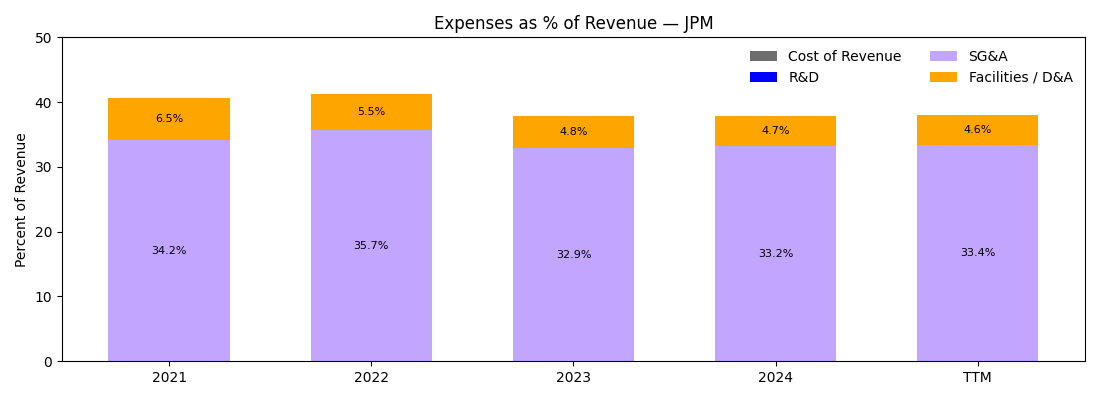 Expenses as % of Revenue — JPM
Percent of Revenue
50
40
30
20
10
0
Cost of Revenue
R&D
SG&A
Facilities / D&A
6.5%
5.5%
4.8%
4.7%
4.6%
34.2%
35.7%
32.9%
33.2%
33.4%
2021
2022
2023
2024
TTM